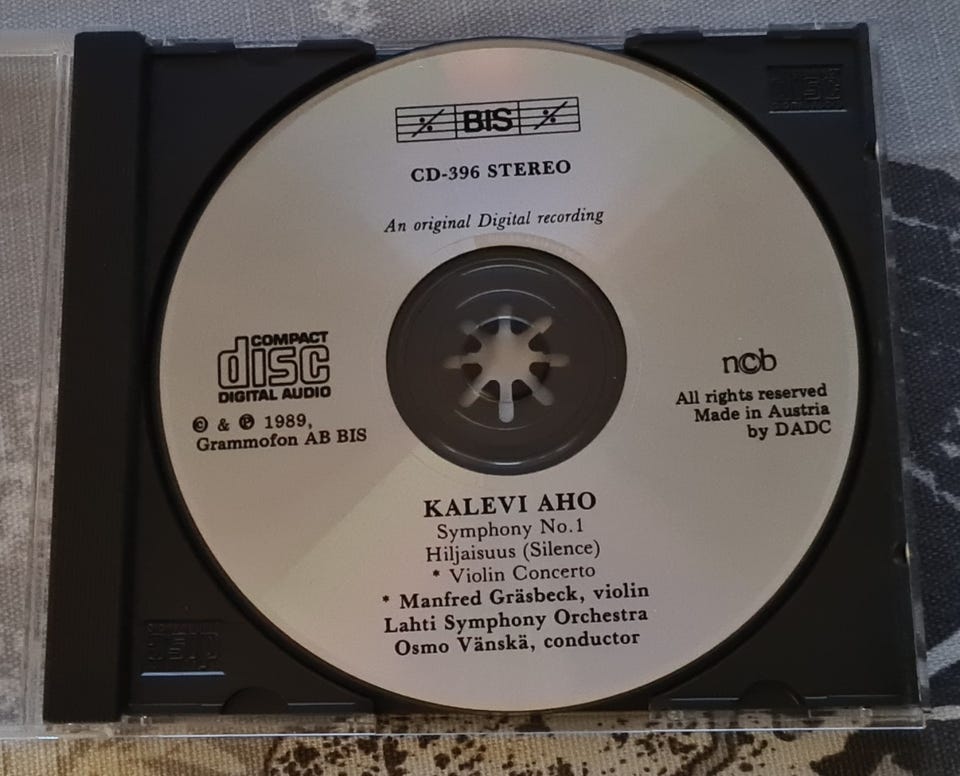 BIS
CD-396 STEREO
An original Digital recording
COMPACT
disc
DIGITAL AUDIO
© & ℗ 1989,
Grammofon AB BIS
ncb
All rights reserved
Made in Austria
by DADC
KALEVI AHO
Symphony No.1
Hiljaisuus (Silence)
* Violin Concerto
* Manfred Gräsbeck, violin
Lahti Symphony Orchestra
Osmo Vänskä, conductor